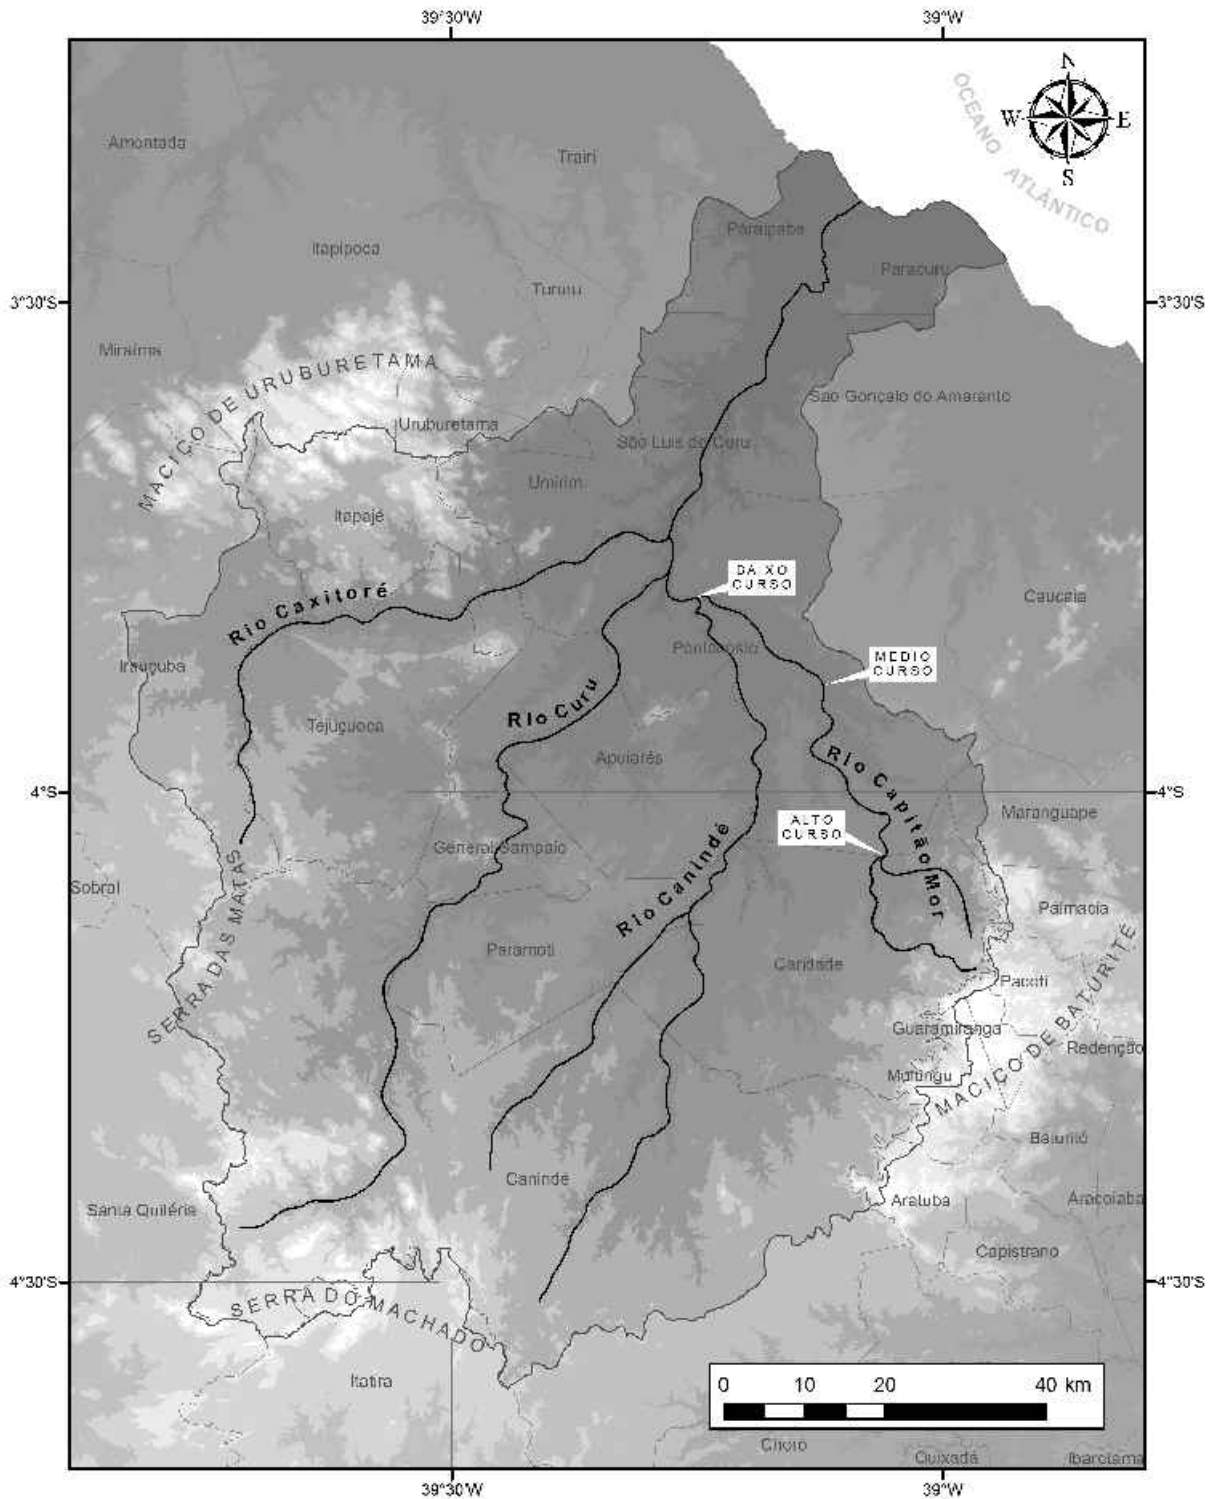 39°30'W
39°W
N
W
E
S
OCEANO ATLÂNTICO
Amontada
Trairi
Paraipaba
Itapipoca
Paracuru
Tururu
3°30'S
3°30'S
Miraíma
MACIÇO DE URUBURETAMA
São Gonçalo do Amarante
Uruburetama
São Luis do Curu
Umirim
Itapajé
BAIXO
CURSO
Rio Caxitoré
Caucaia
Pentecoste
MEDIO
CURSO
Irauçuba
Rio Curu
Tejuçuoca
Apuiarés
Rio Capitão Mor
4°S
4°S
Maranguape
ALTO
CURSO
General Sampaio
Rio Canindé
Sobral
SERRA DAS MATAS
Palmacia
Paramoti
Caridade
Pacoti
Guaramiranga
MACIÇO DE BATURITÉ
Redenção
Mulungu
Baturité
Canindé
Aratuba
Aracoiaba
Santa Quitéria
Capistrano
4°30'S
4°30'S
SERRA DO MACHADO
Itatira
0 10 20 40 km
Choró
Quixadá
Ibaretama
39°30'W
39°W